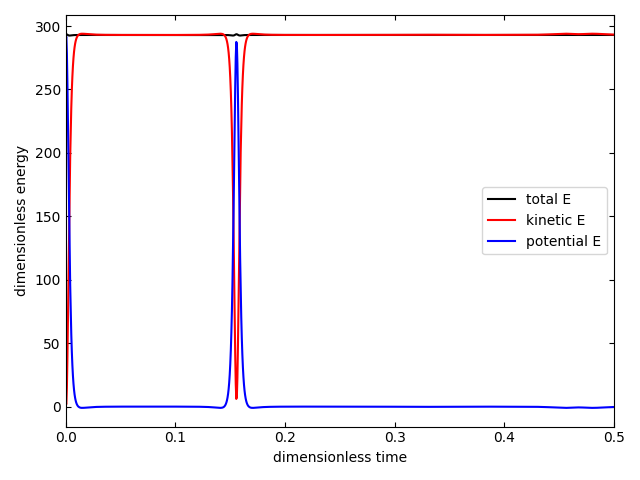 300
250
200
150
100
50
0
dimensionless energy
total E
kinetic E
potential E
0.0 0.1 0.2 0.3 0.4 0.5
dimensionless time